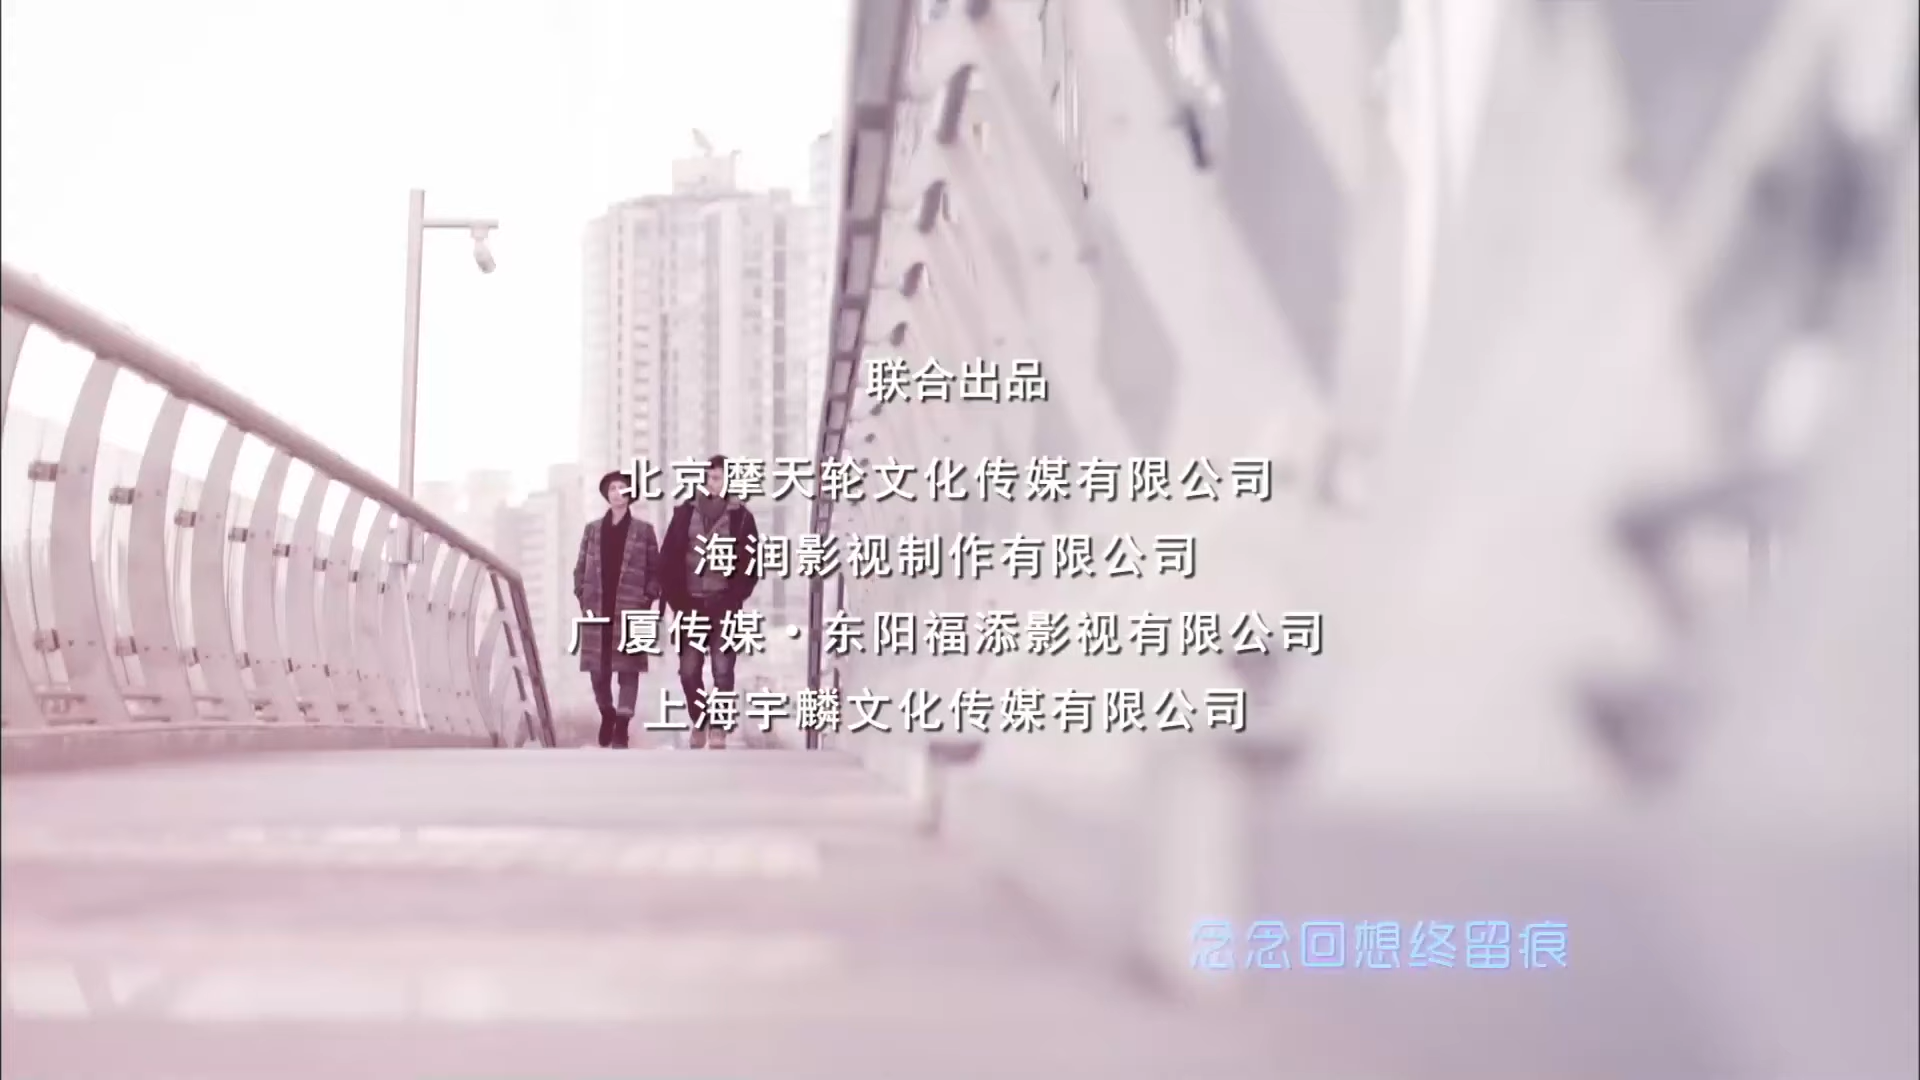 联合出品
北京摩天轮文化传媒有限公司
海润影视制作有限公司
广厦传媒·东阳福添影视有限公司
上海宇麟文化传媒有限公司
念念回想终留痕